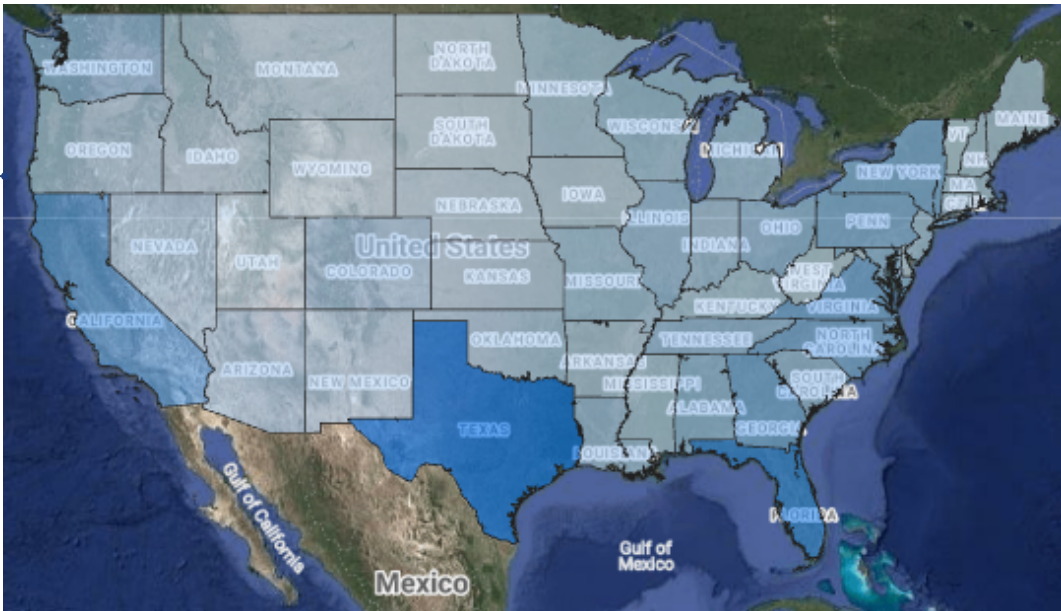 WASHINGTON
MONTANA
NORTH
DAKOTA
MINNESOTA
MAINE
OREGON
IDAHO
SOUTH
DAKOTA
WISCONSIN
MICHIGAN
VT
NH
WYOMING
NEW YORK
MA
CT
IOWA
NEBRASKA
ILLINOIS
INDIANA
OHIO
PENN
NEVADA
UTAH
United States
COLORADO
KANSAS
MISSOURI
WEST
VIRGINIA
VIRGINIA
KENTUCKY
CALIFORNIA
OKLAHOMA
TENNESSEE
NORTH
CAROLINA
ARIZONA
NEW MEXICO
ARKANSAS
MISSISSIPPI
SOUTH
CAROLINA
ALABAMA
GEORGIA
TEXAS
LOUISIANA
FLORIDA
Gulf of California
Gulf of
Mexico
Mexico